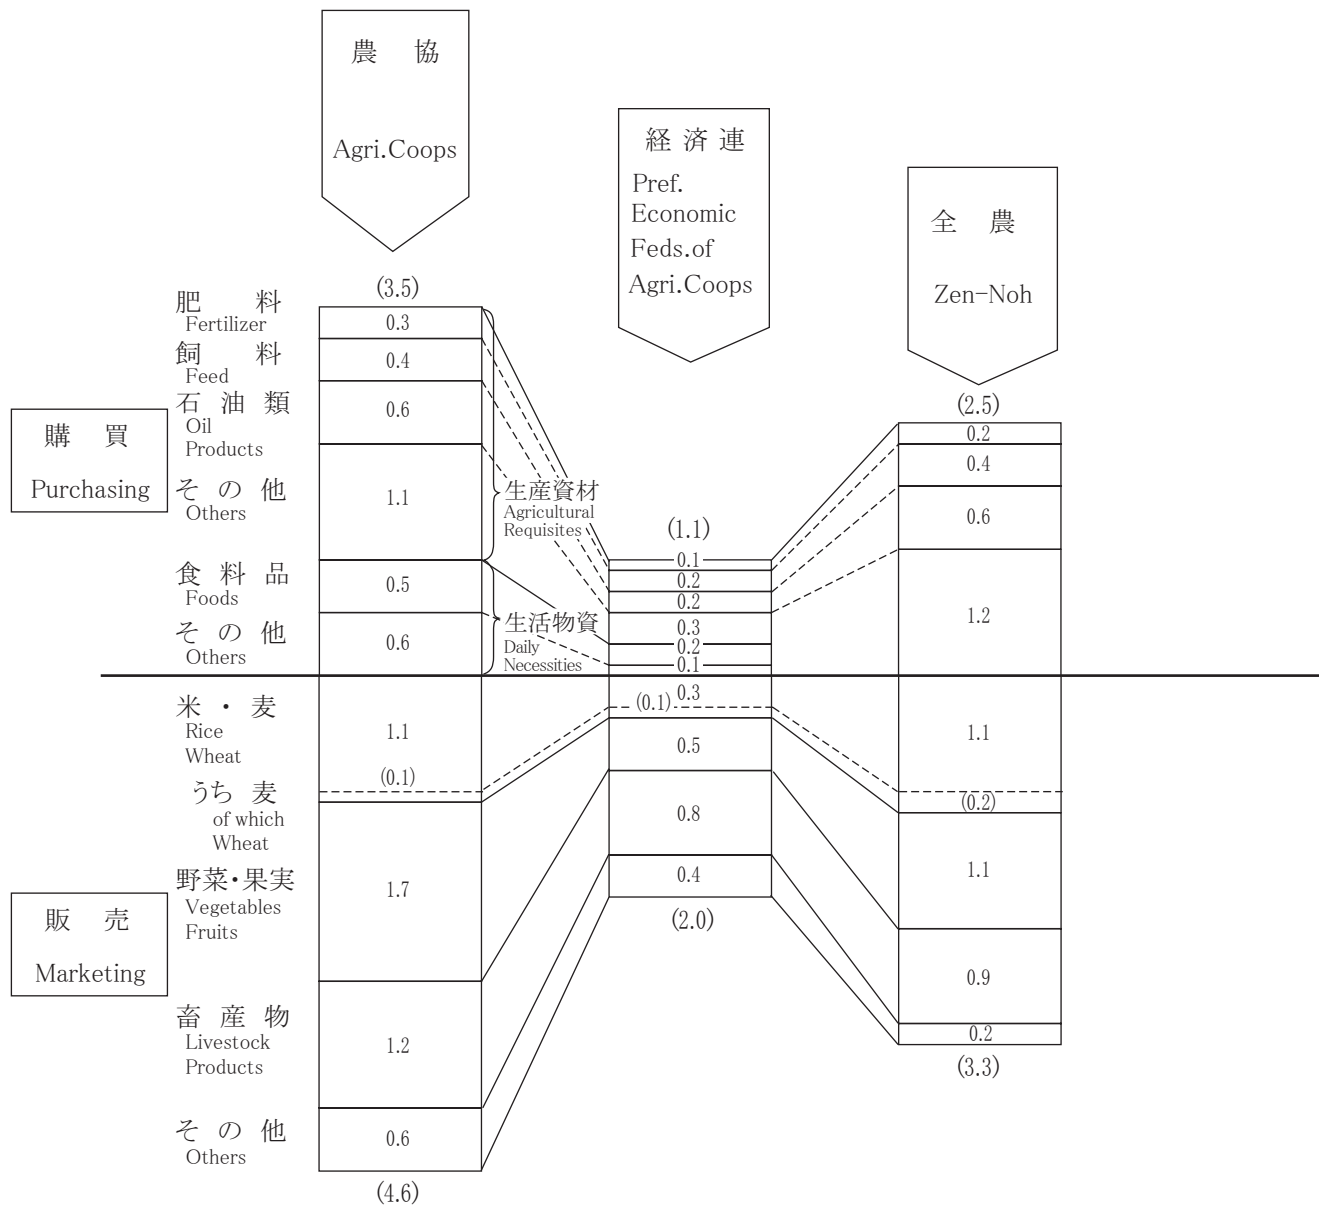 農 協
Agri.Coops
経 済 連
Pref.
Economic
Feds.of
Agri.Coops
全 農
Zen-Noh
購 買
Purchasing
販 売
Marketing
肥 料
Fertilizer
飼 料
Feed
石 油 類
Oil
Products
そ の 他
Others
食 料 品
Foods
そ の 他
Others
米 ・ 麦
Rice
Wheat
うち 麦
of which
Wheat
野菜・果実
Vegetables
Fruits
畜 産 物
Livestock
Products
そ の 他
Others
(3.5)
0.3
0.4
0.6
1.1
0.5
0.6
1.1
(0.1)
1.7
1.2
0.6
(4.6)
生産資材
Agricultural
Requisites
生活物資
Daily
Necessities
(1.1)
0.1
0.2
0.2
0.3
0.2
0.1
0.3
(0.1)
0.5
0.8
0.4
(2.0)
(2.5)
0.2
0.4
0.6
1.2
1.1
(0.2)
1.1
0.9
0.2
(3.3)